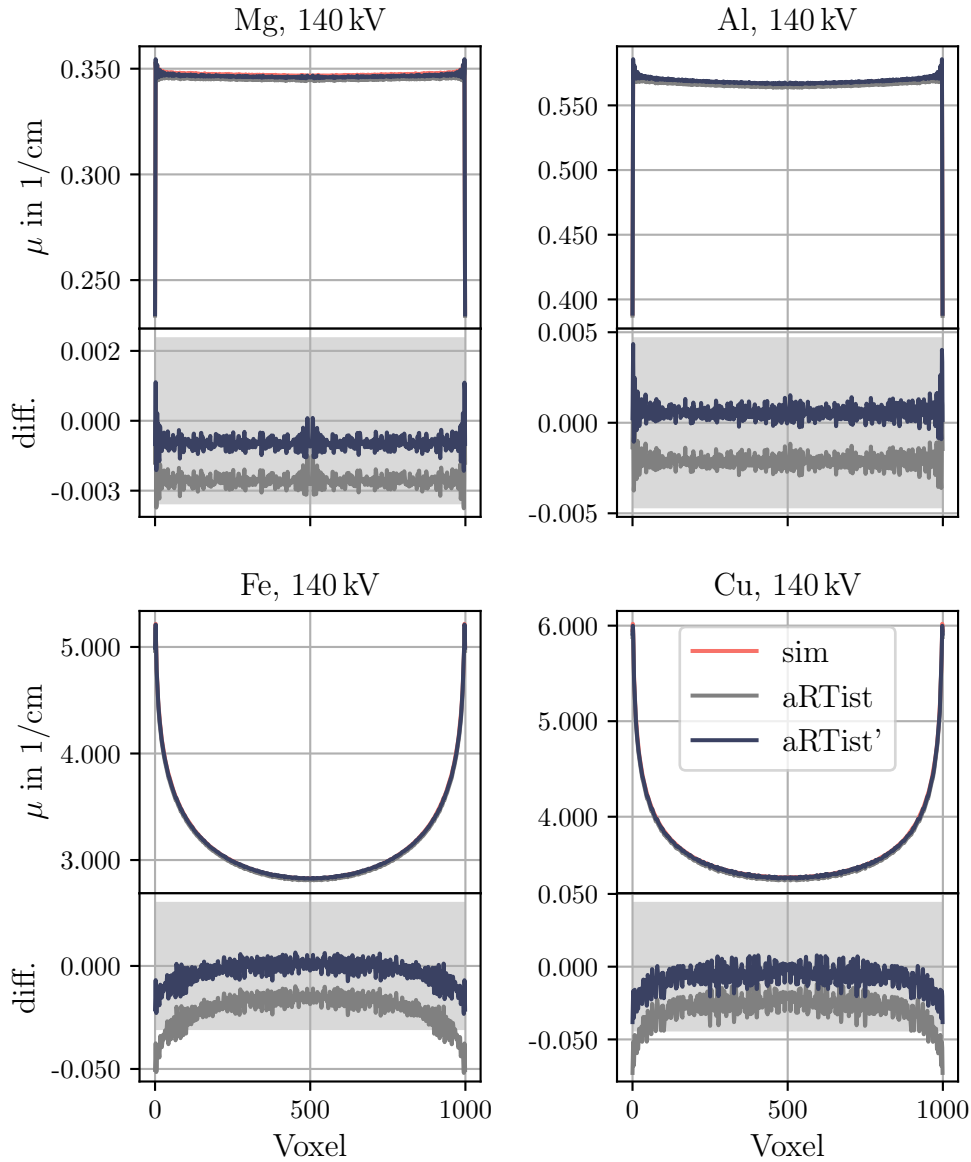 Mg, 140 kV
0.350
0.300
0.250
μ in 1/cm
0.002
0.000
-0.003
diff.
Al, 140 kV
0.550
0.500
0.450
0.400
0.005
0.000
-0.005
Fe, 140 kV
5.000
4.000
3.000
μ in 1/cm
0.000
-0.050
diff.
0
500
1000
Voxel
Cu, 140 kV
6.000
5.000
4.000
sim
aRTist
aRTist'
0.050
0.000
-0.050
0
500
1000
Voxel